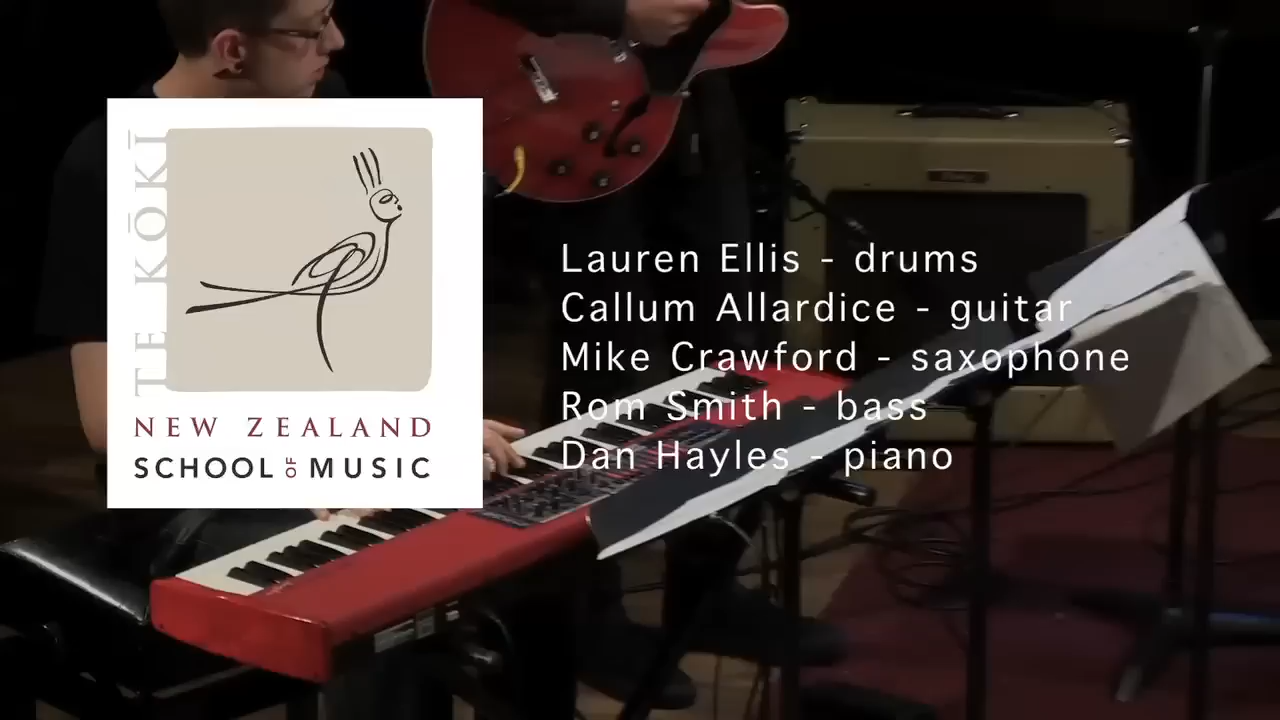 TE KŌKĪ
NEW ZEALAND
SCHOOL OF MUSIC
Lauren Ellis - drums
Callum Allardice - guitar
Mike Crawford - saxophone
Rom Smith - bass
Dan Hayles - piano